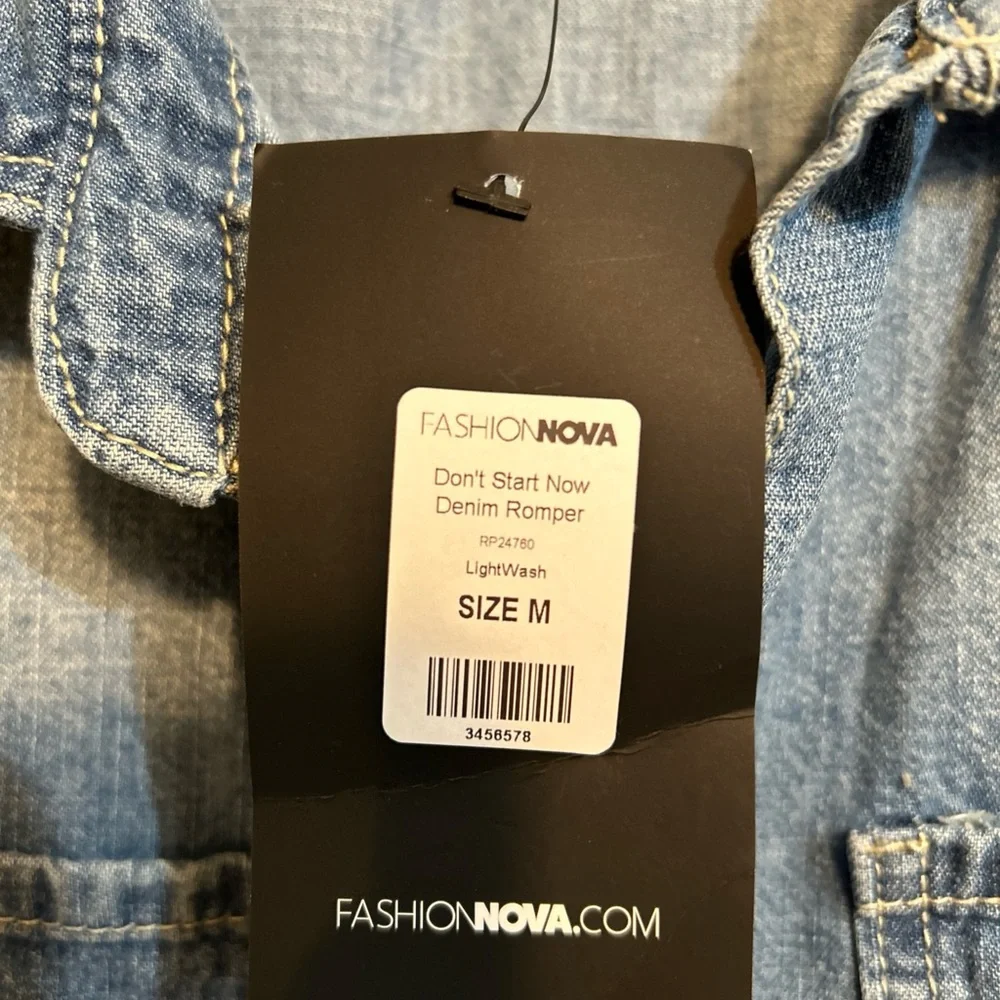 FASHIONNOVA
Don't Start Now
Denim Romper
RP24760
LightWash
SIZE M
3456578
FASHIONNOVA.COM